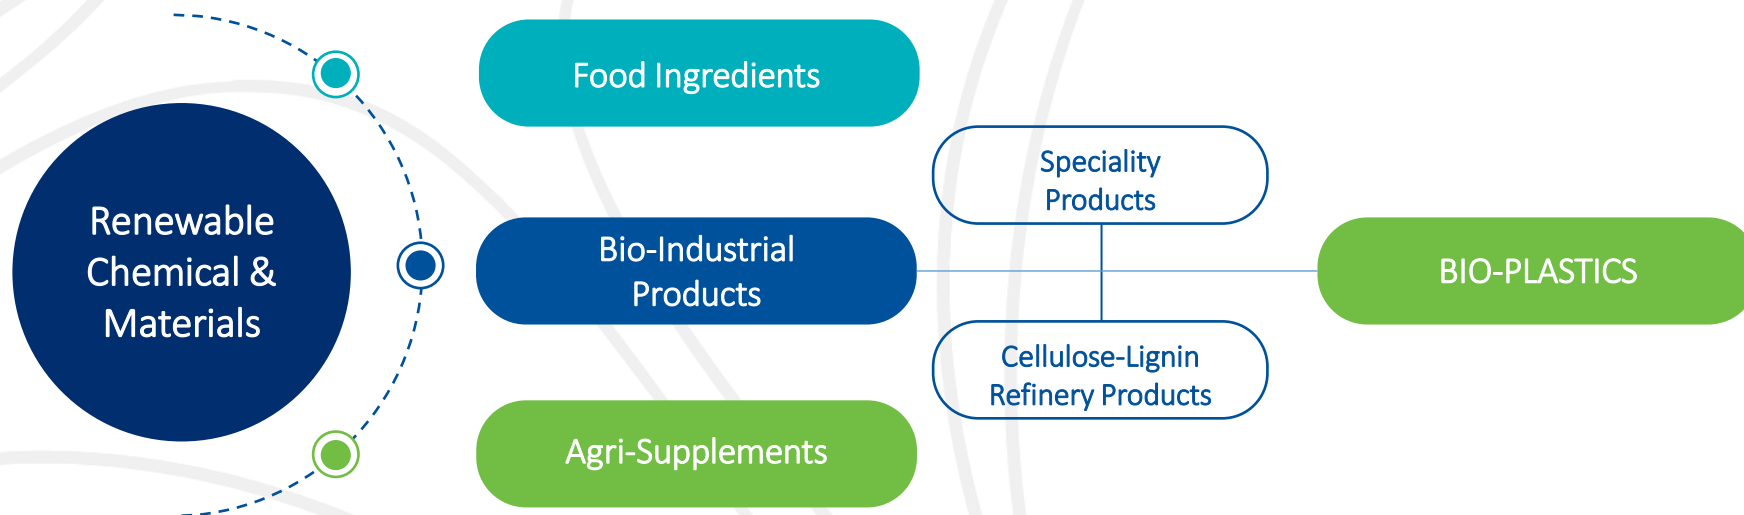 Renewable
Chemical &
Materials
Food Ingredients
Bio-Industrial
Products
Agri-Supplements
Speciality
Products
Cellulose-Lignin
Refinery Products
BIO-PLASTICS